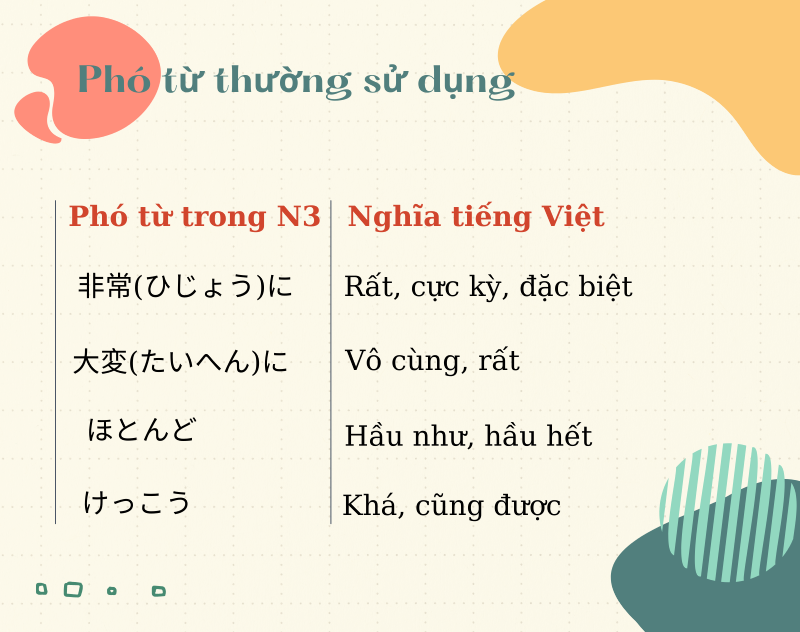 Phó từ thường sử dụng
Phó từ trong N3 Nghĩa tiếng Việt
非常(ひじょう)に Rất, cực kỳ, đặc biệt
大変(たいへん)に Vô cùng, rất
ほとんど Hầu như, hầu hết
けっこう Khá, cũng được